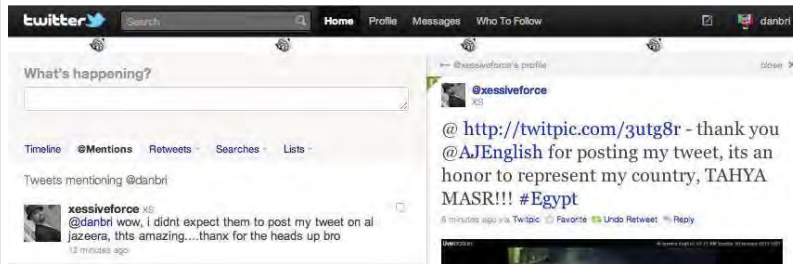 twitter Search Home Profile Messages Who To Follow danbri
What's happening?
Timeline @Mentions Retweets Searches Lists
Tweets mentioning @danbri
xessiveforce XS
@danbri wow, i didnt expect them to post my tweet on al
jazeera, thts amazing....thanx for the heads up bro
12 minutes ago
← @xessiveforce's profile close X
@xessiveforce
XS
@ http://twitpic.com/3utg8r - thank you
@AJEnglish for posting my tweet, its an
honor to represent my country, TAHYA
MASR!!! #Egypt
6 minutes ago via Twitpic Favorite Undo Retweet Reply